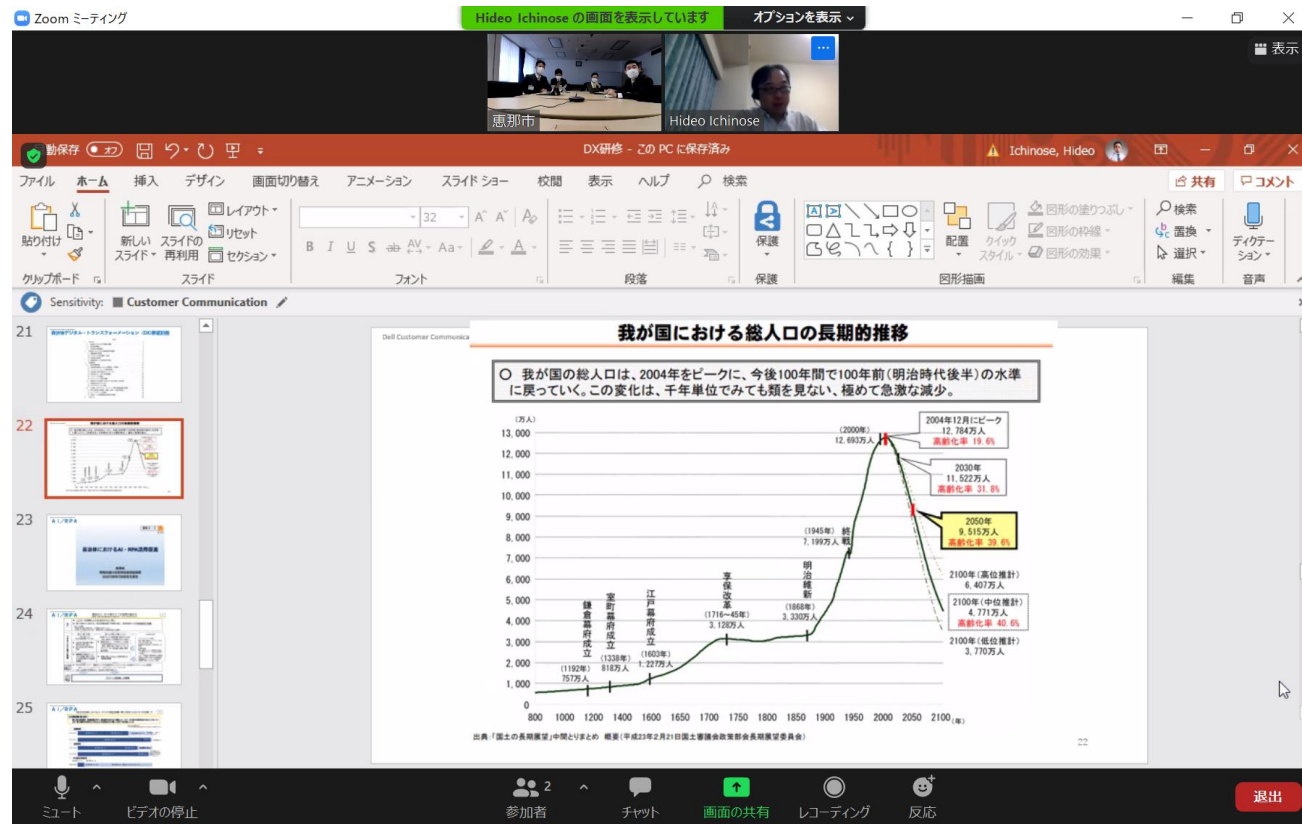 Zoom ミーティング
Hideo Ichinose の画面を表示しています
オプションを表示
表示
恵那市
Hideo Ichinose
動保存
オフ
DX研修 - この PC に保存済み
Ichinose, Hideo
ファイル ホーム 挿入 デザイン 画面切り替え アニメーション スライド ショー 校閲 表示 ヘルプ 検索
共有 コメント
貼り付け
新しい
スライド
スライドの
再利用
レイアウト
リセット
セクション
32
B I U S ab AV Aa A
保護
配置
クイック
スタイル
図形の塗りつぶし
図形の枠線
図形の効果
検索
置換
選択
ディクテー
ション
クリップボード スライド フォント 段落 保護 図形描画 編集 音声
Sensitivity: Customer Communication
21
22
23
自治体におけるAI・RPA活用促進
24
25
Dell Customer Communica
我が国における総人口の長期的推移
○ 我が国の総人口は、2004年をピークに、今後100年間で100年前(明治時代後半)の水準
に戻っていく。この変化は、千年単位でみても類を見ない、極めて急激な減少。
(万人)
13,000
12,000
11,000
10,000
9,000
8,000
7,000
6,000
5,000
4,000
3,000
2,000
1,000
0
800 1000 1200 1400 1600 1650 1700 1750 1800 1850 1900 1950 2000 2050 2100(年)
鎌倉幕府成立
(1192年)
757万人
室町幕府成立
(1338年)
818万人
江戸幕府成立
(1603年)
1,227万人
享保改革
(1716~45年)
3,128万人
明治維新
(1868年)
3,330万人
終戦
(1945年)
7,199万人
(2000年)
12,693万人
2004年12月にピーク
12,784万人
高齢化率 19.6%
2030年
11,522万人
高齢化率 31.8%
2050年
9,515万人
高齢化率 39.6%
2100年(高位推計)
6,407万人
2100年(中位推計)
4,771万人
高齢化率 40.6%
2100年(低位推計)
3,770万人
出典:「国土の長期展望」中間とりまとめ 概要(平成23年2月21日国土審議会政策部会長期展望委員会)
22
ミュート
ビデオの停止
2
参加者
チャット
画面の共有
レコーディング
反応
退出